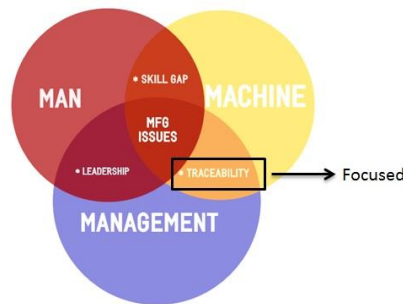 • SKILL GAP
MAN
MACHINE
MFG
ISSUES
• LEADERSHIP
• TRACEABILITY
Focused
MANAGEMENT